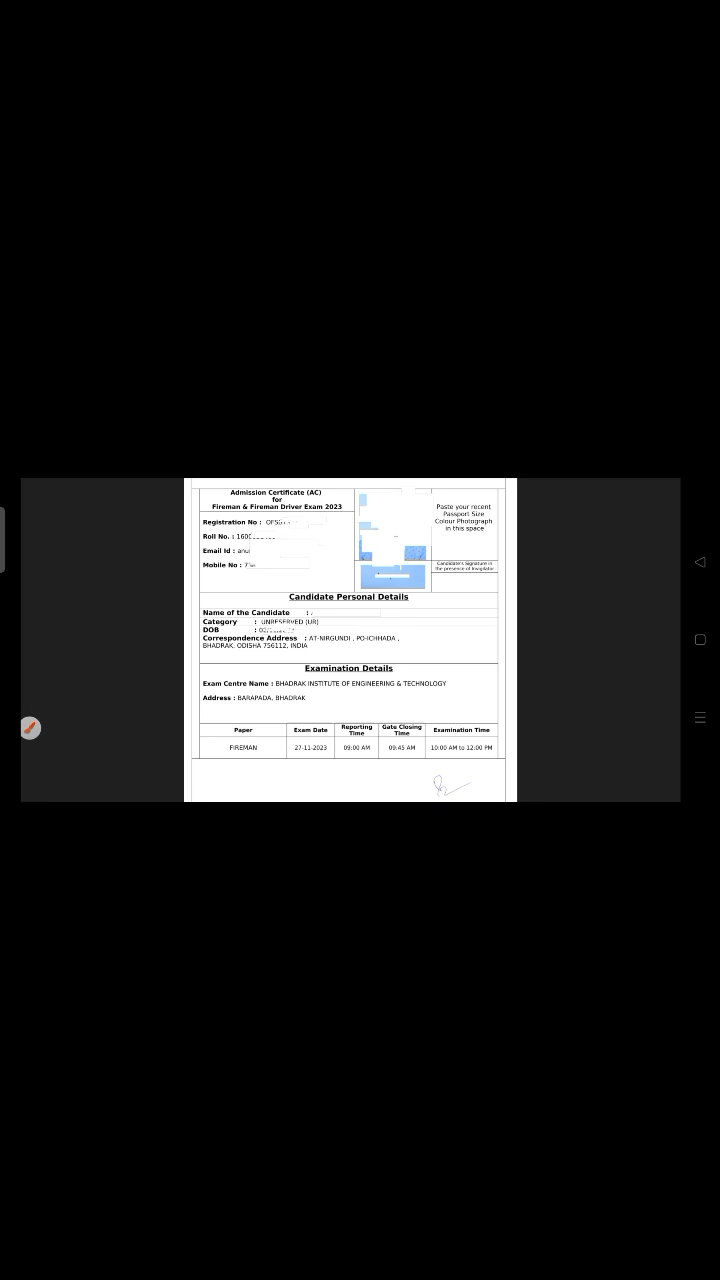 Admission Certificate (AC)
for
Fireman & Fireman Driver Exam 2023
Paste your recent
Passport Size
Colour Photograph
in this space
Registration No :
Roll No. :
Email Id :
Mobile No :
Candidate's Signature in
the presence of Invigilator
Candidate Personal Details
Name of the Candidate :
Category : UNRESERVED (UR)
DOB :
Correspondence Address : AT-NIRGUNDI , PO-ICHHADA ,
BHADRAK, ODISHA 756112, INDIA
Examination Details
Exam Centre Name : BHADRAK INSTITUTE OF ENGINEERING & TECHNOLOGY
Address : BARAPADA, BHADRAK
Paper Exam Date Reporting Time Gate Closing Time Examination Time
FIREMAN 27-11-2023 09:00 AM 09:45 AM 10:00 AM to 12:00 PM